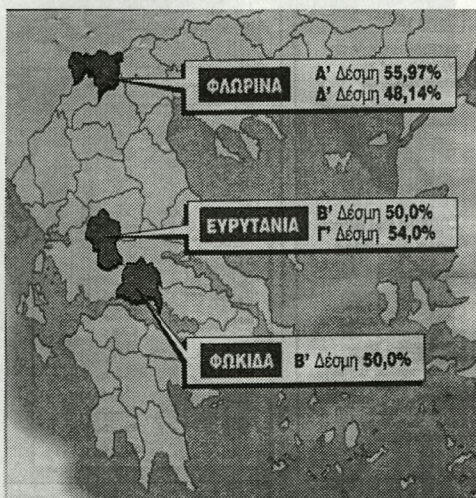 ΦΛΩΡΙΝΑ
Α' Δέσμη 55,97%
Δ' Δέσμη 48,14%
ΕΥΡΥΤΑΝΙΑ
Β' Δέσμη 50,0%
Γ' Δέσμη 54,0%
ΦΩΚΙΔΑ
Β' Δέσμη 50,0%